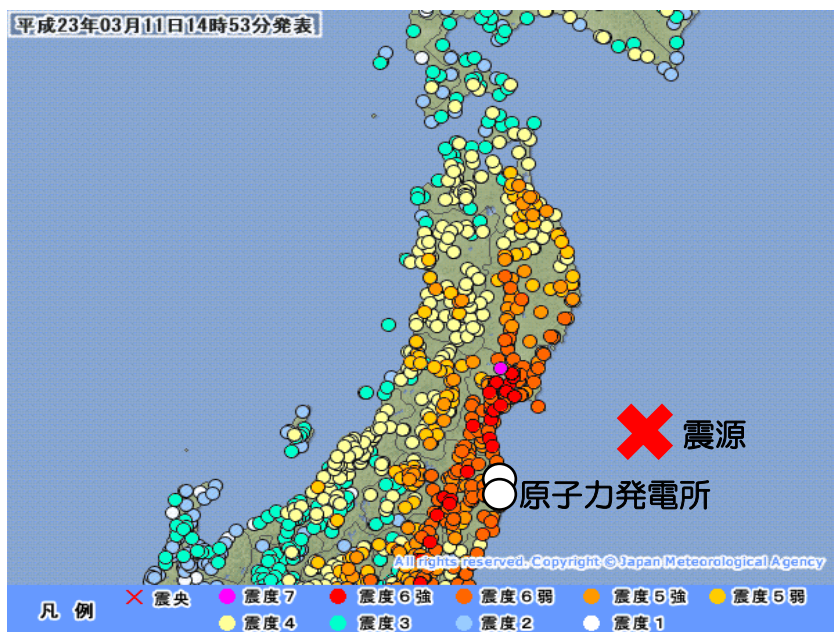 平成23年03月11日14時53分発表
震源
原子力発電所
All rights reserved. Copyright © Japan Meteorological Agency
凡例 震央 震度7 震度6強 震度6弱 震度5強 震度5弱
震度4 震度3 震度2 震度1